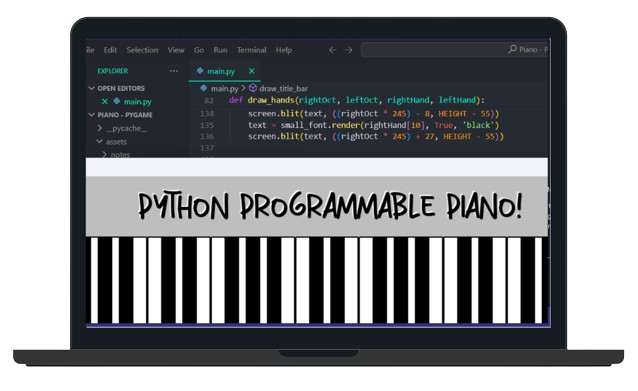 File Edit Selection View Go Run Terminal Help
Piano - P
EXPLORER ···
main.py ×
OPEN EDITORS
main.py > draw_title_bar
× main.py
82 def draw_hands(rightOct, leftOct, rightHand, leftHand):
PIANO - PYGAME
134 screen.blit(text, ((rightOct * 245) - 8, HEIGHT - 55))
> __pycache__
135 text = small_font.render(rightHand[10], True, 'black')
assets
136 screen.blit(text, ((rightOct * 245) + 27, HEIGHT - 55))
> notes
137
PYTHON PROGRAMMABLE PIANO!